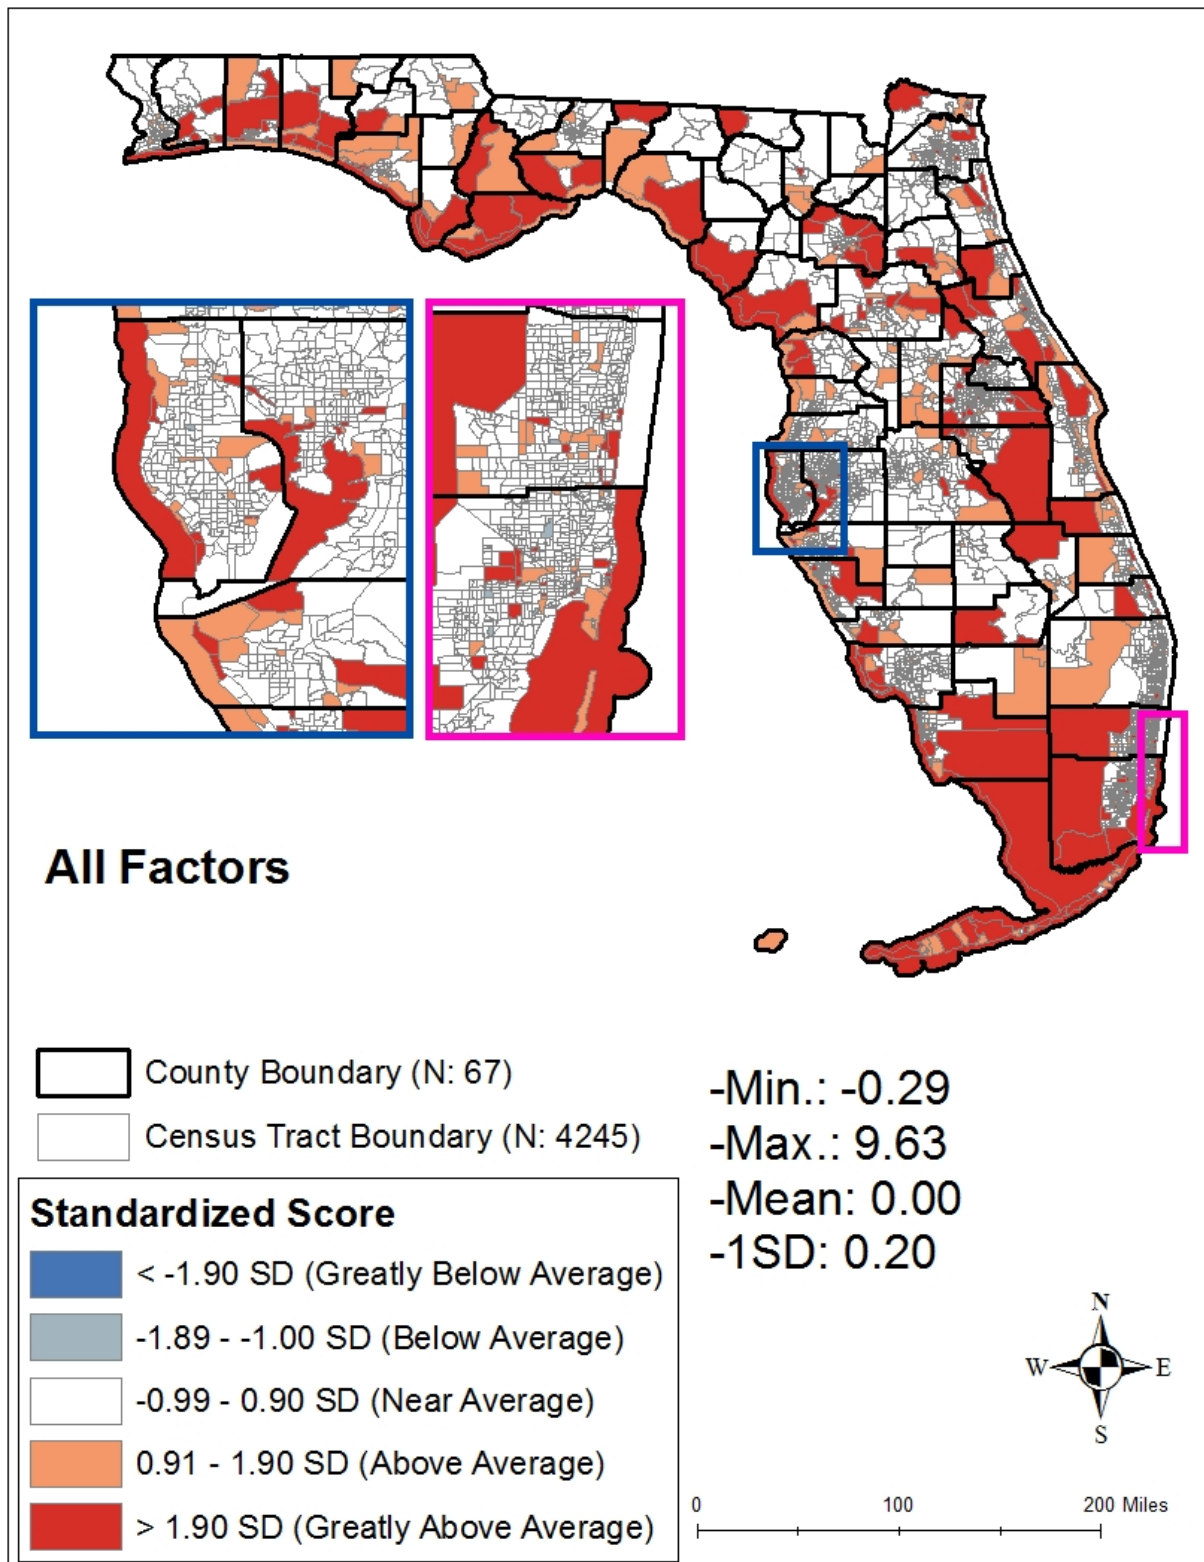 All Factors
County Boundary (N: 67)
Census Tract Boundary (N: 4245)
Standardized Score
< -1.90 SD (Greatly Below Average)
-1.89 - -1.00 SD (Below Average)
-0.99 - 0.90 SD (Near Average)
0.91 - 1.90 SD (Above Average)
> 1.90 SD (Greatly Above Average)
-Min.: -0.29
-Max.: 9.63
-Mean: 0.00
-1SD: 0.20
N
W E
S
0 100 200 Miles